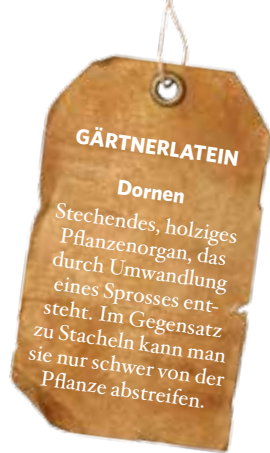 GÄRTNERLATEIN
Dornen
Stechendes, holziges
Pflanzenorgan, das
durch Umwandlung
eines Sprosses ent-
steht. Im Gegensatz
zu Stacheln kann man
sie nur schwer von der
Pflanze abstreifen.